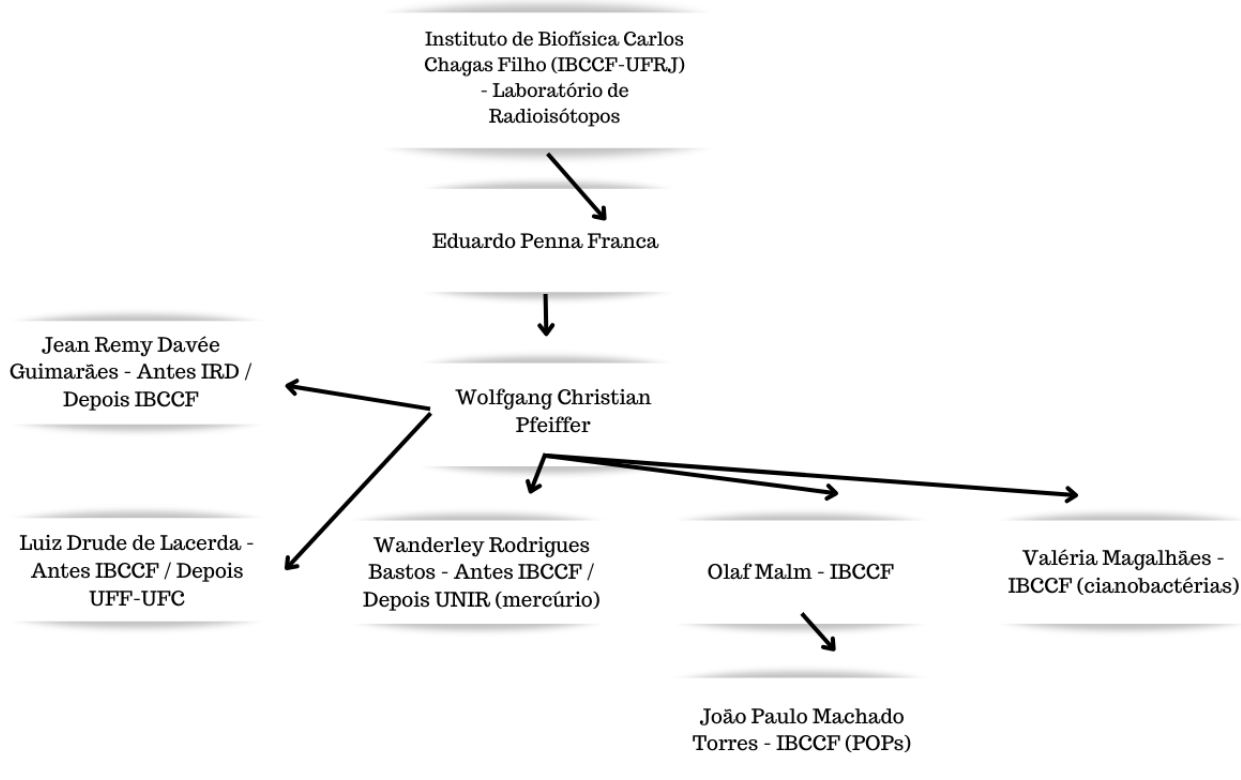 Instituto de Biofísica Carlos
Chagas Filho (IBCCF-UFRJ)
- Laboratório de
Radioisótopos
Eduardo Penna Franca
Jean Remy Davée
Guimarães - Antes IRD /
Depois IBCCF
Wolfgang Christian
Pfeiffer
Luiz Drude de Lacerda -
Antes IBCCF / Depois
UFF-UFC
Wanderley Rodrigues
Bastos - Antes IBCCF /
Depois UNIR (mercúrio)
Olaf Malm - IBCCF
Valéria Magalhães -
IBCCF (cianobactérias)
João Paulo Machado
Torres - IBCCF (POPs)